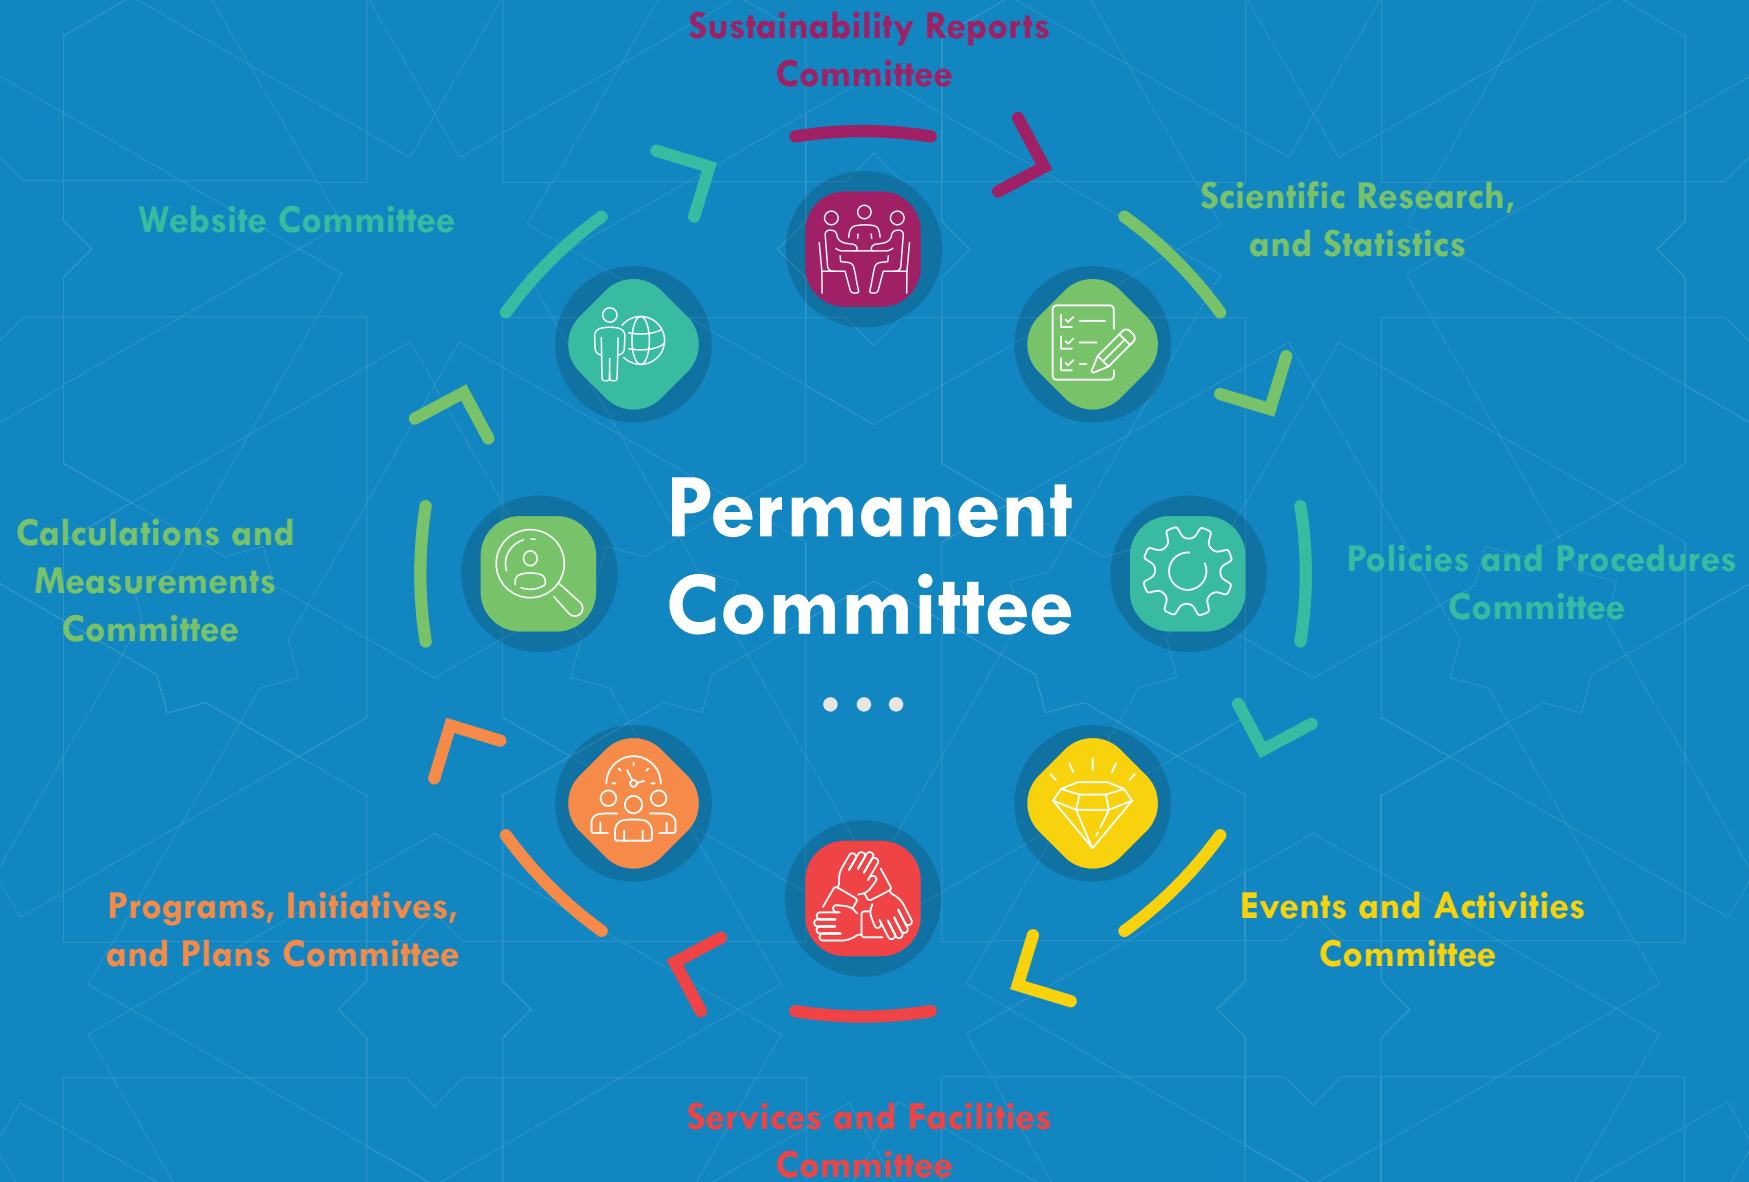 Sustainability Reports
Committee
Website Committee
Scientific Research,
and Statistics
Permanent
Committee
Calculations and
Measurements
Committee
Policies and Procedures
Committee
Programs, Initiatives,
and Plans Committee
Events and Activities
Committee
Services and Facilities
Committee